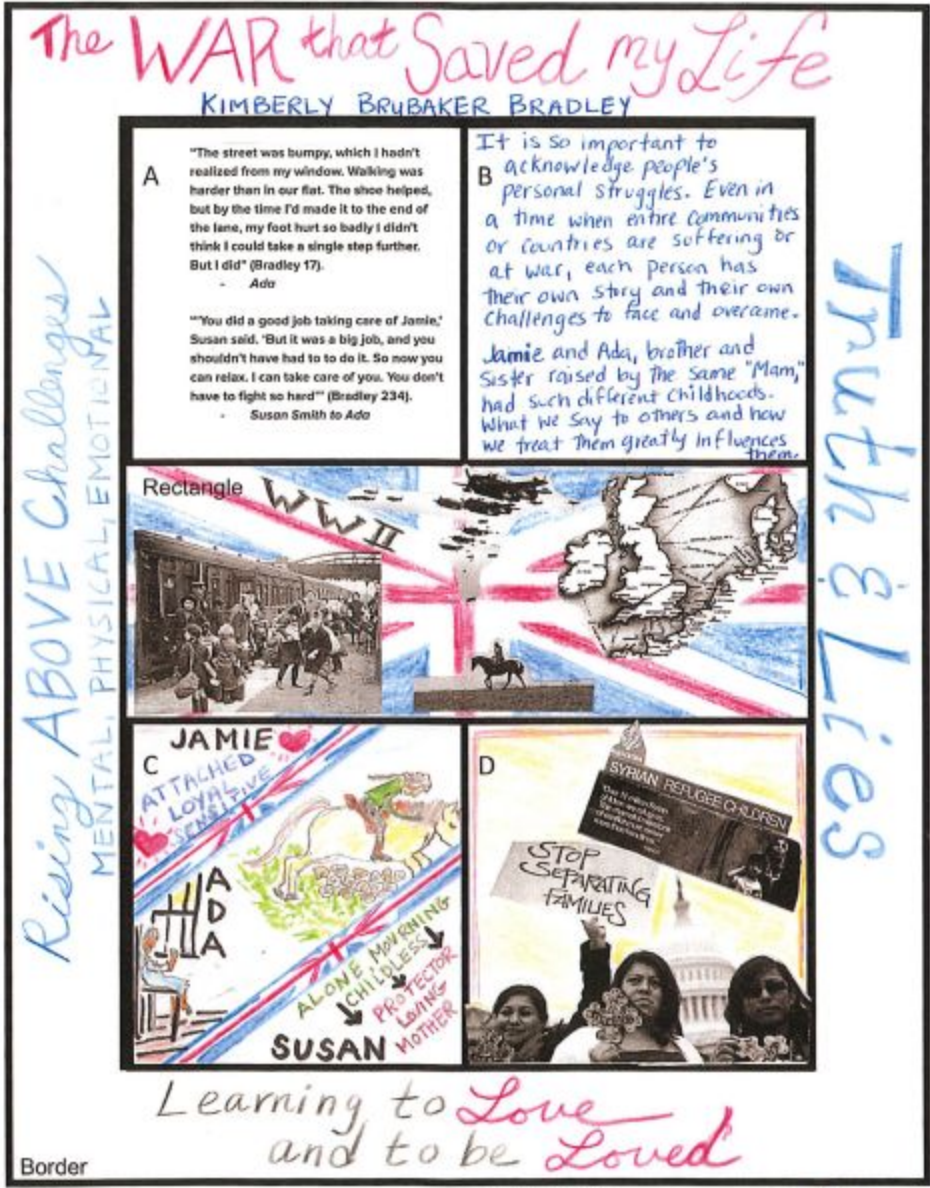 The WAR that Saved my Life
KIMBERLY BRUBAKER BRADLEY
A
"The street was bumpy, which I hadn't
realized from my window. Walking was
harder than in our flat. The shoe helped,
but by the time I'd made it to the end of
the lane, my foot hurt so badly I didn't
think I could take a single step further.
But I did" (Bradley 17).
- Ada
"'You did a good job taking care of Jamie,'
Susan said. 'But it was a big job, and you
shouldn't have had to to do it. So now you
can relax. I can take care of you. You don't
have to fight so hard'" (Bradley 234).
- Susan Smith to Ada
B
It is so important to
acknowledge people's
personal struggles. Even in
a time when entire communities
or countries are suffering or
at war, each person has
their own story and their own
challenges to face and overcame.
Jamie and Ada, brother and
sister raised by the same "Mam,"
had such different childhoods.
What we say to others and how
we treat them greatly influences
them.
Rising ABOVE Challenges
MENTAL, PHYSICAL, EMOTIONAL
Truth & Lies
Rectangle
WWII
C
JAMIE
ATTACHED
LOYAL
SENSITIVE
ADA
ALONE MOURNING
CHILDLESS
PROTECTOR
LOVING
MOTHER
SUSAN
D
SYRIAN REFUGEE CHILDREN
STOP
SEPARATING
FAMILIES
Learning to Love
and to be Loved
Border